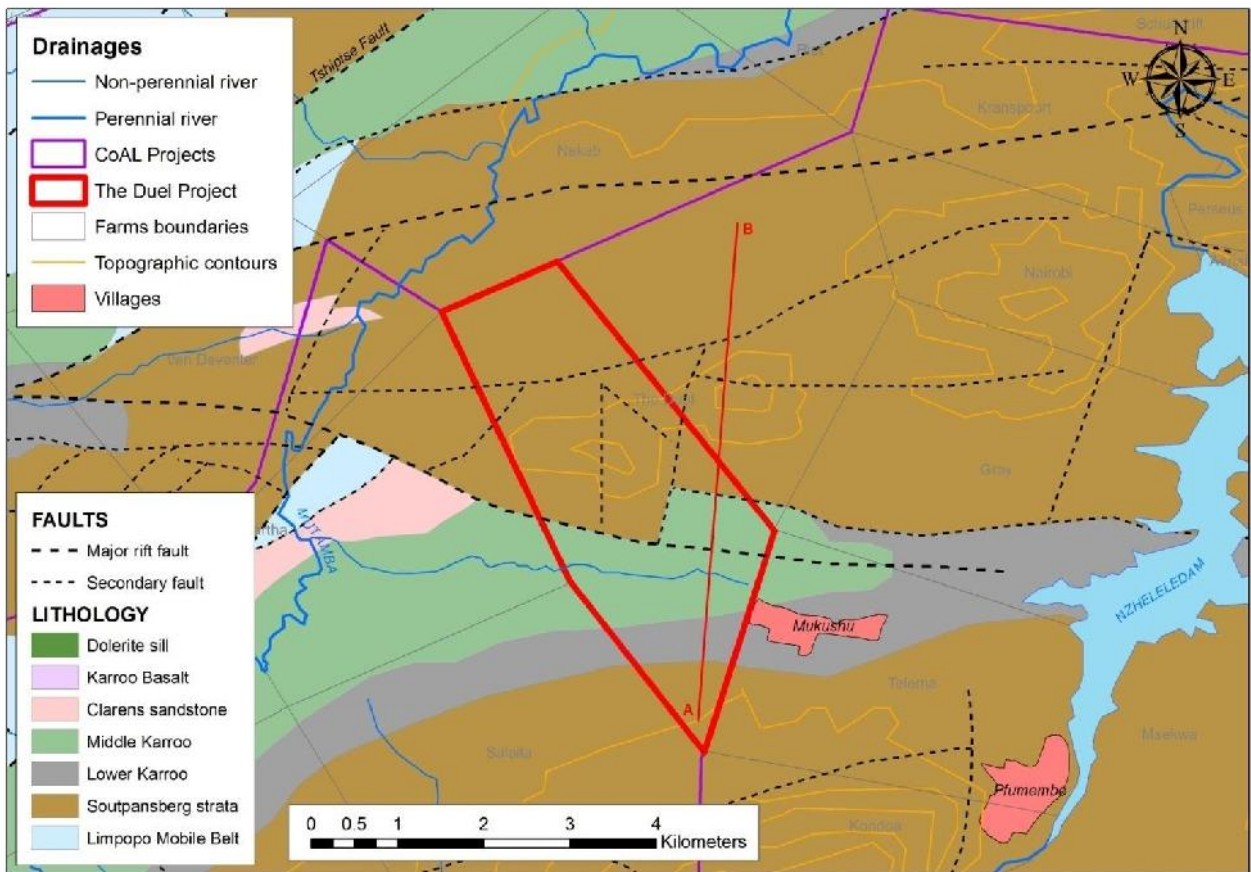 Drainages
Non-perennial river
Perennial river
CoAL Projects
The Duel Project
Farms boundaries
Topographic contours
Villages
Tshipise Fault
N
W E
S
Kranspoort
Nakab
Perseus
B
Nairobi
Van Deventer
The Duel
Gray
FAULTS
Major rift fault
Secondary fault
LITHOLOGY
Dolerite sill
Karroo Basalt
Clarens sandstone
Middle Karroo
Lower Karroo
Soutpansberg strata
Limpopo Mobile Belt
MUTAMBA
NZHELELEDAM
Mukushu
Telema
A
Msekwa
Pfumembe
Kondoa
0 0.5 1 2 3 4
Kilometers